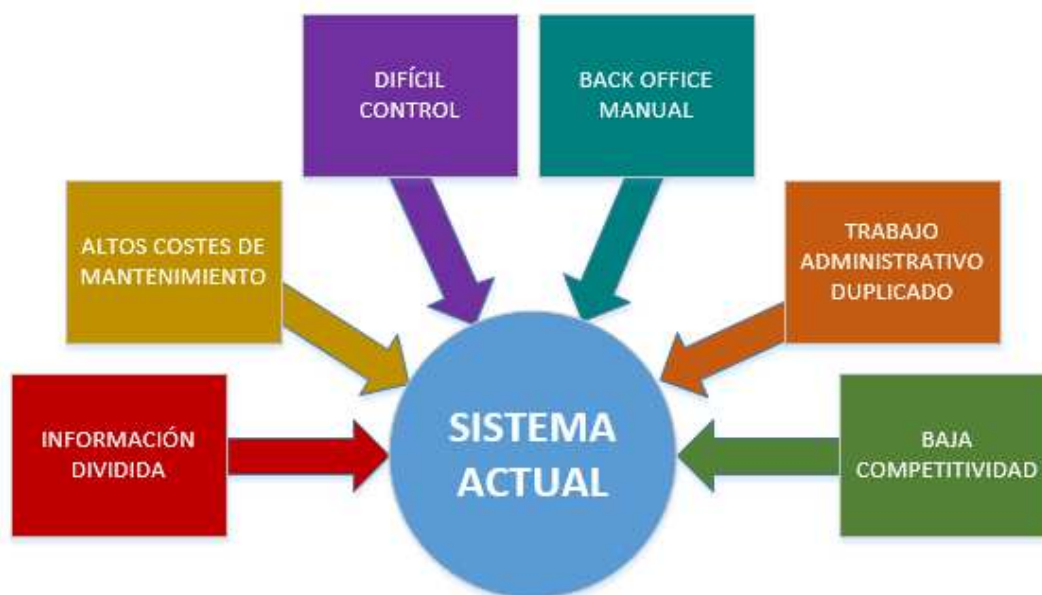 DIFÍCIL
CONTROL
BACK OFFICE
MANUAL
ALTOS COSTES DE
MANTENIMIENTO
TRABAJO
ADMINISTRATIVO
DUPLICADO
INFORMACIÓN
DIVIDIDA
SISTEMA
ACTUAL
BAJA
COMPETITIVIDAD